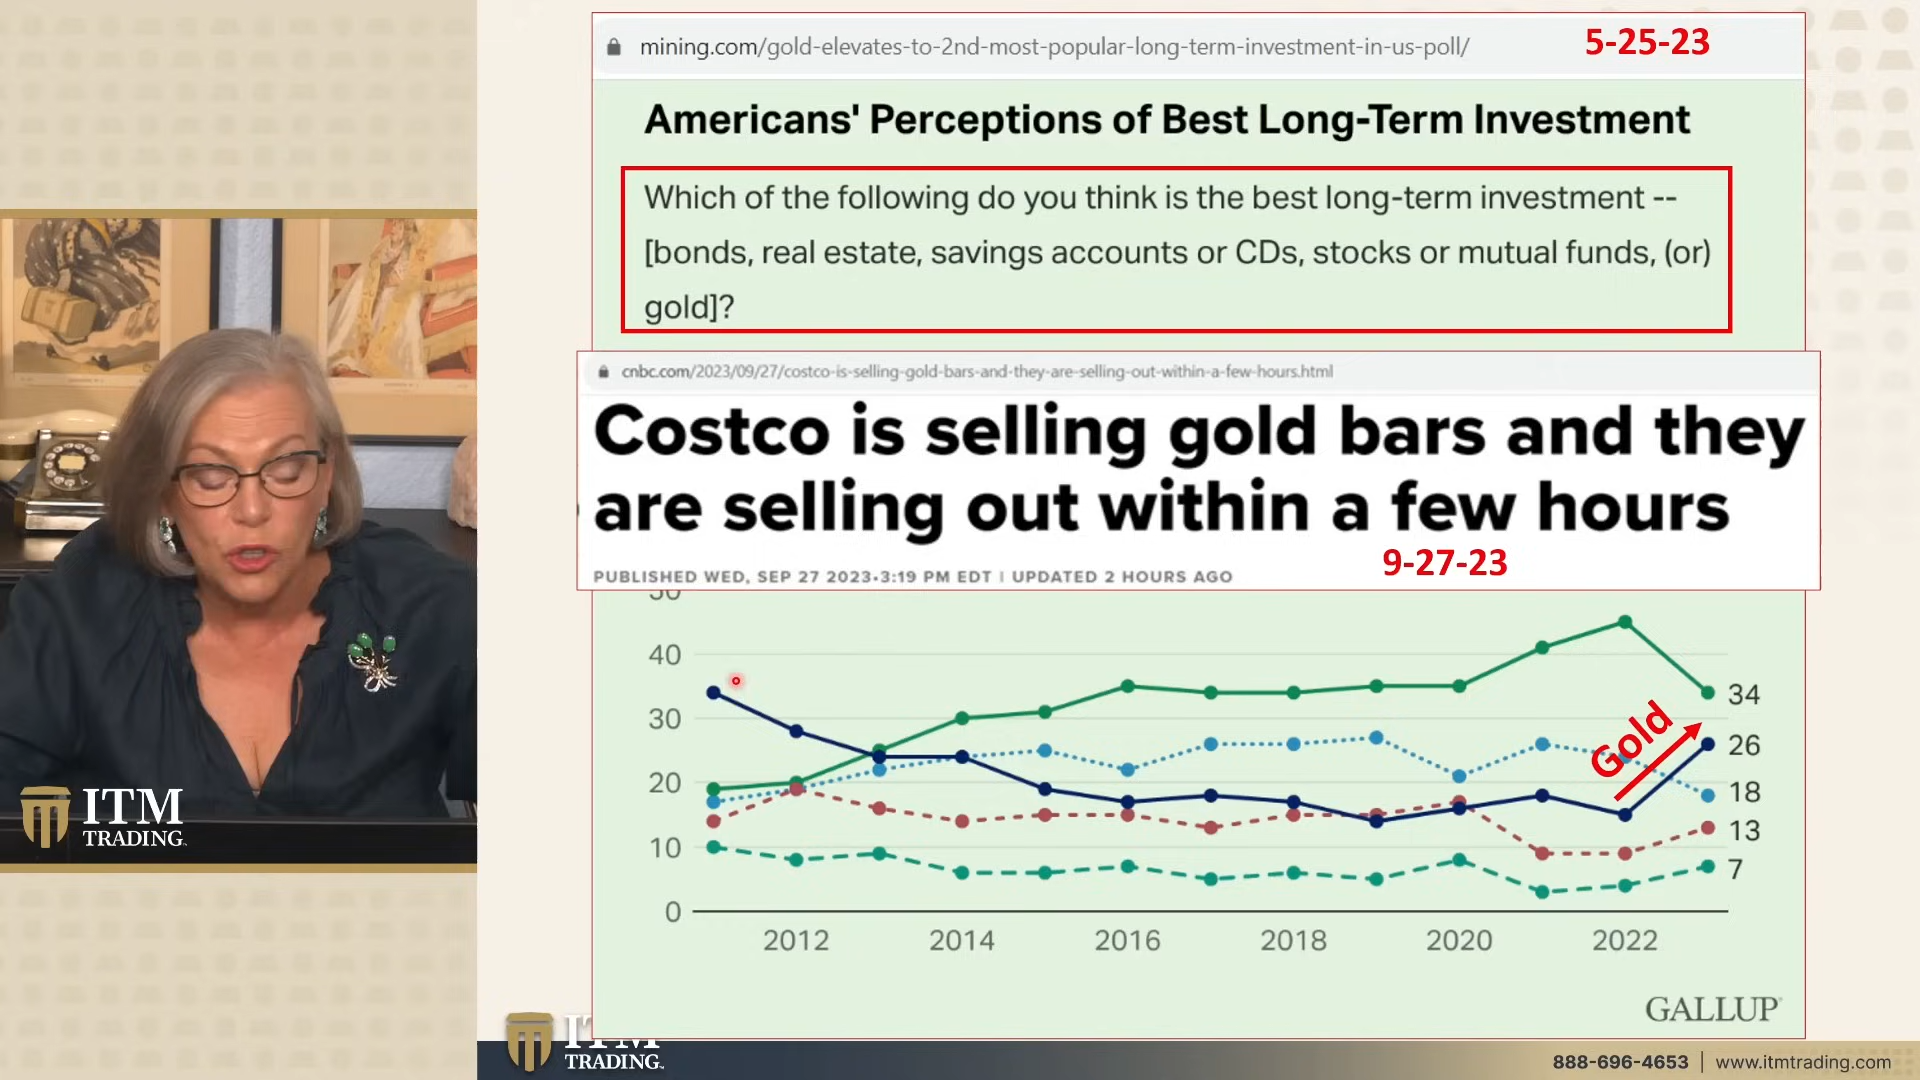 mining.com/gold-elevates-to-2nd-most-popular-long-term-investment-in-us-poll/
5-25-23
Americans' Perceptions of Best Long-Term Investment
Which of the following do you think is the best long-term investment --
[bonds, real estate, savings accounts or CDs, stocks or mutual funds, (or)
gold]?
cnbc.com/2023/09/27/costco-is-selling-gold-bars-and-they-are-selling-out-within-a-few-hours.html
Costco is selling gold bars and they
are selling out within a few hours
9-27-23
PUBLISHED WED, SEP 27 2023•3:19 PM EDT | UPDATED 2 HOURS AGO
50
40
30
20
10
0
Gold
34
26
18
13
7
2012 2014 2016 2018 2020 2022
GALLUP
ITM
TRADING
ITM
TRADING
888-696-4653 | www.itmtrading.com